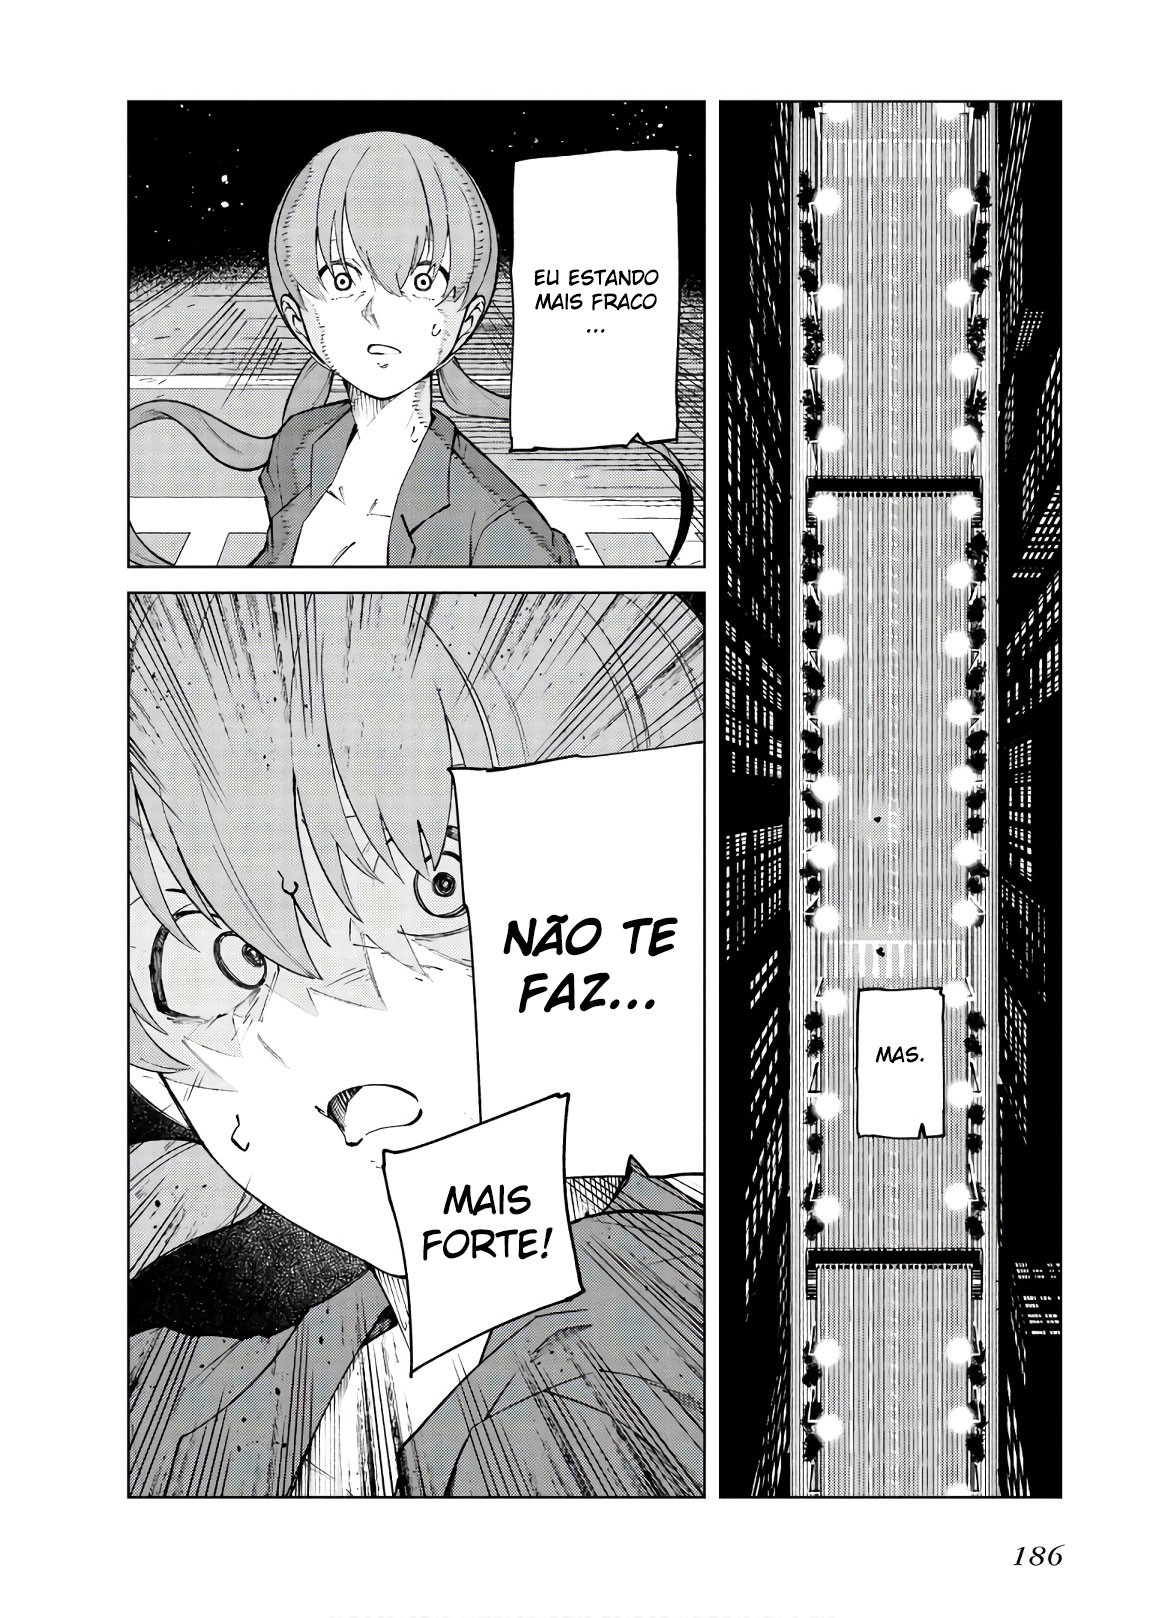 MAS.
EU ESTANDO
MAIS FRACO
...
NÃO TE
FAZ...
MAIS
FORTE!
186